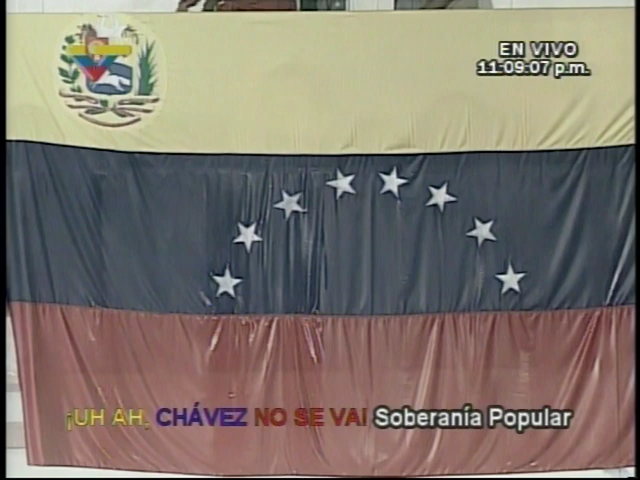 EN VIVO
11:09:07 p.m.
¡UH AH, CHÁVEZ NO SE VA! Soberanía Popular